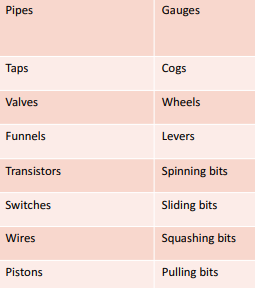 Pipes Gauges
Taps Cogs
Valves Wheels
Funnels Levers
Transistors Spinning bits
Switches Sliding bits
Wires Squashing bits
Pistons Pulling bits